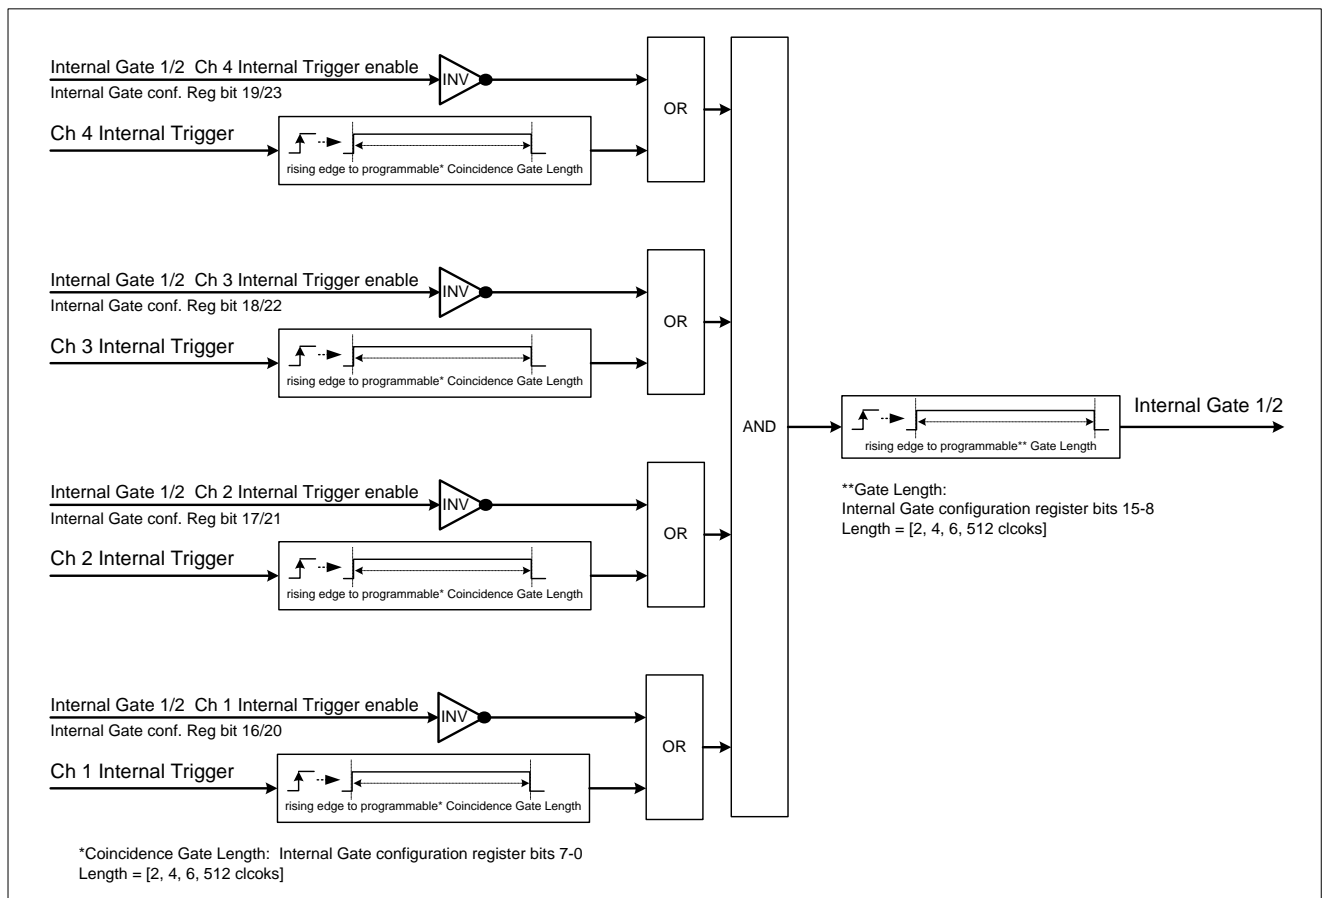 Internal Gate 1/2  Ch 4 Internal Trigger enable
INV
Internal Gate conf. Reg bit 19/23
Ch 4 Internal Trigger
rising edge to programmable* Coincidence Gate Length
OR
Internal Gate 1/2  Ch 3 Internal Trigger enable
INV
Internal Gate conf. Reg bit 18/22
Ch 3 Internal Trigger
rising edge to programmable* Coincidence Gate Length
OR
Internal Gate 1/2  Ch 2 Internal Trigger enable
INV
Internal Gate conf. Reg bit 17/21
Ch 2 Internal Trigger
rising edge to programmable* Coincidence Gate Length
OR
Internal Gate 1/2  Ch 1 Internal Trigger enable
INV
Internal Gate conf. Reg bit 16/20
Ch 1 Internal Trigger
rising edge to programmable* Coincidence Gate Length
OR
AND
rising edge to programmable** Gate Length
Internal Gate 1/2
**Gate Length:
Internal Gate configuration register bits 15-8
Length = [2, 4, 6, 512 clcoks]
*Coincidence Gate Length:  Internal Gate configuration register bits 7-0
Length = [2, 4, 6, 512 clcoks]